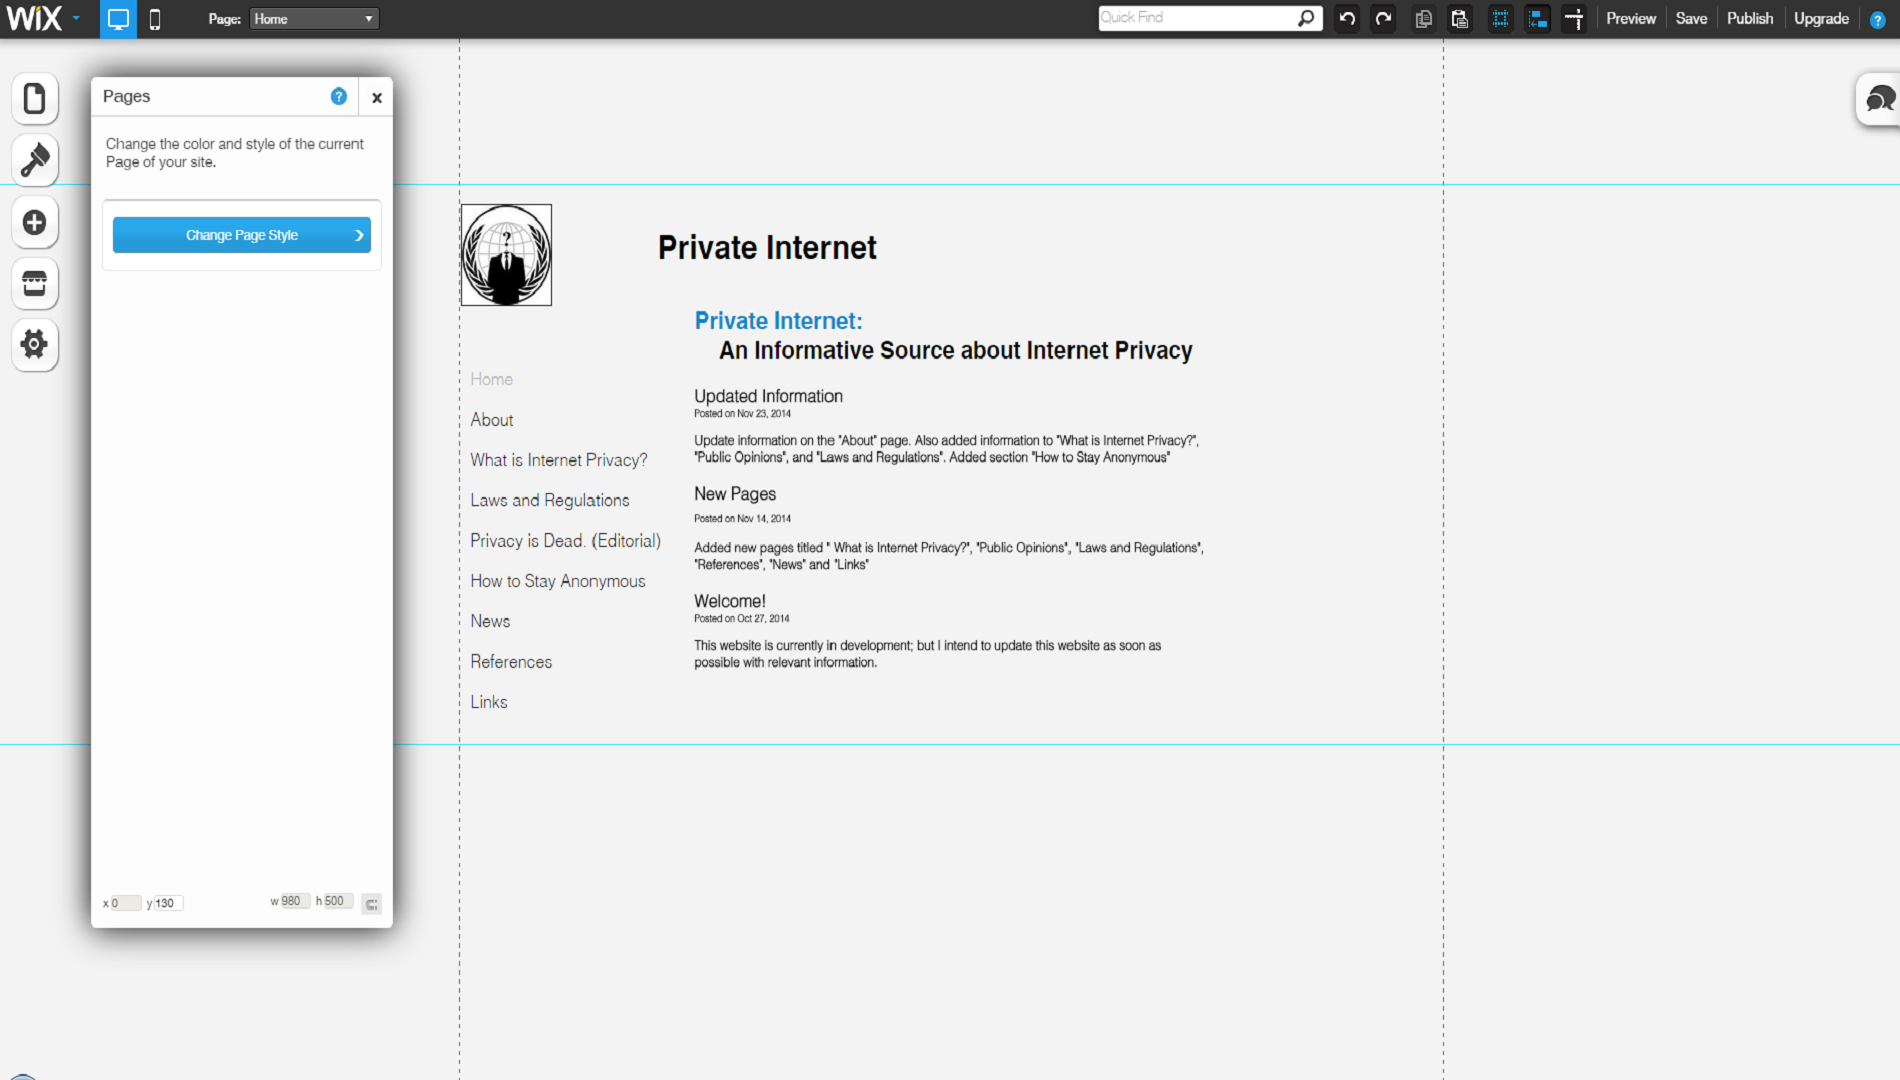 WiX
Page: Home
Quick Find
Preview
Save
Publish
Upgrade
?
Pages
?
x
Change the color and style of the current
Page of your site.
Change Page Style
x 0 y 130 w 980 h 500
?
Private Internet
Private Internet:
An Informative Source about Internet Privacy
Home
About
What is Internet Privacy?
Laws and Regulations
Privacy is Dead. (Editorial)
How to Stay Anonymous
News
References
Links
Updated Information
Posted on Nov 23, 2014
Update information on the "About" page. Also added information to "What is Internet Privacy?",
"Public Opinions", and "Laws and Regulations". Added section "How to Stay Anonymous"
New Pages
Posted on Nov 14, 2014
Added new pages titled " What is Internet Privacy?", "Public Opinions", "Laws and Regulations",
"References", "News" and "Links"
Welcome!
Posted on Oct 27, 2014
This website is currently in development; but I intend to update this website as soon as
possible with relevant information.